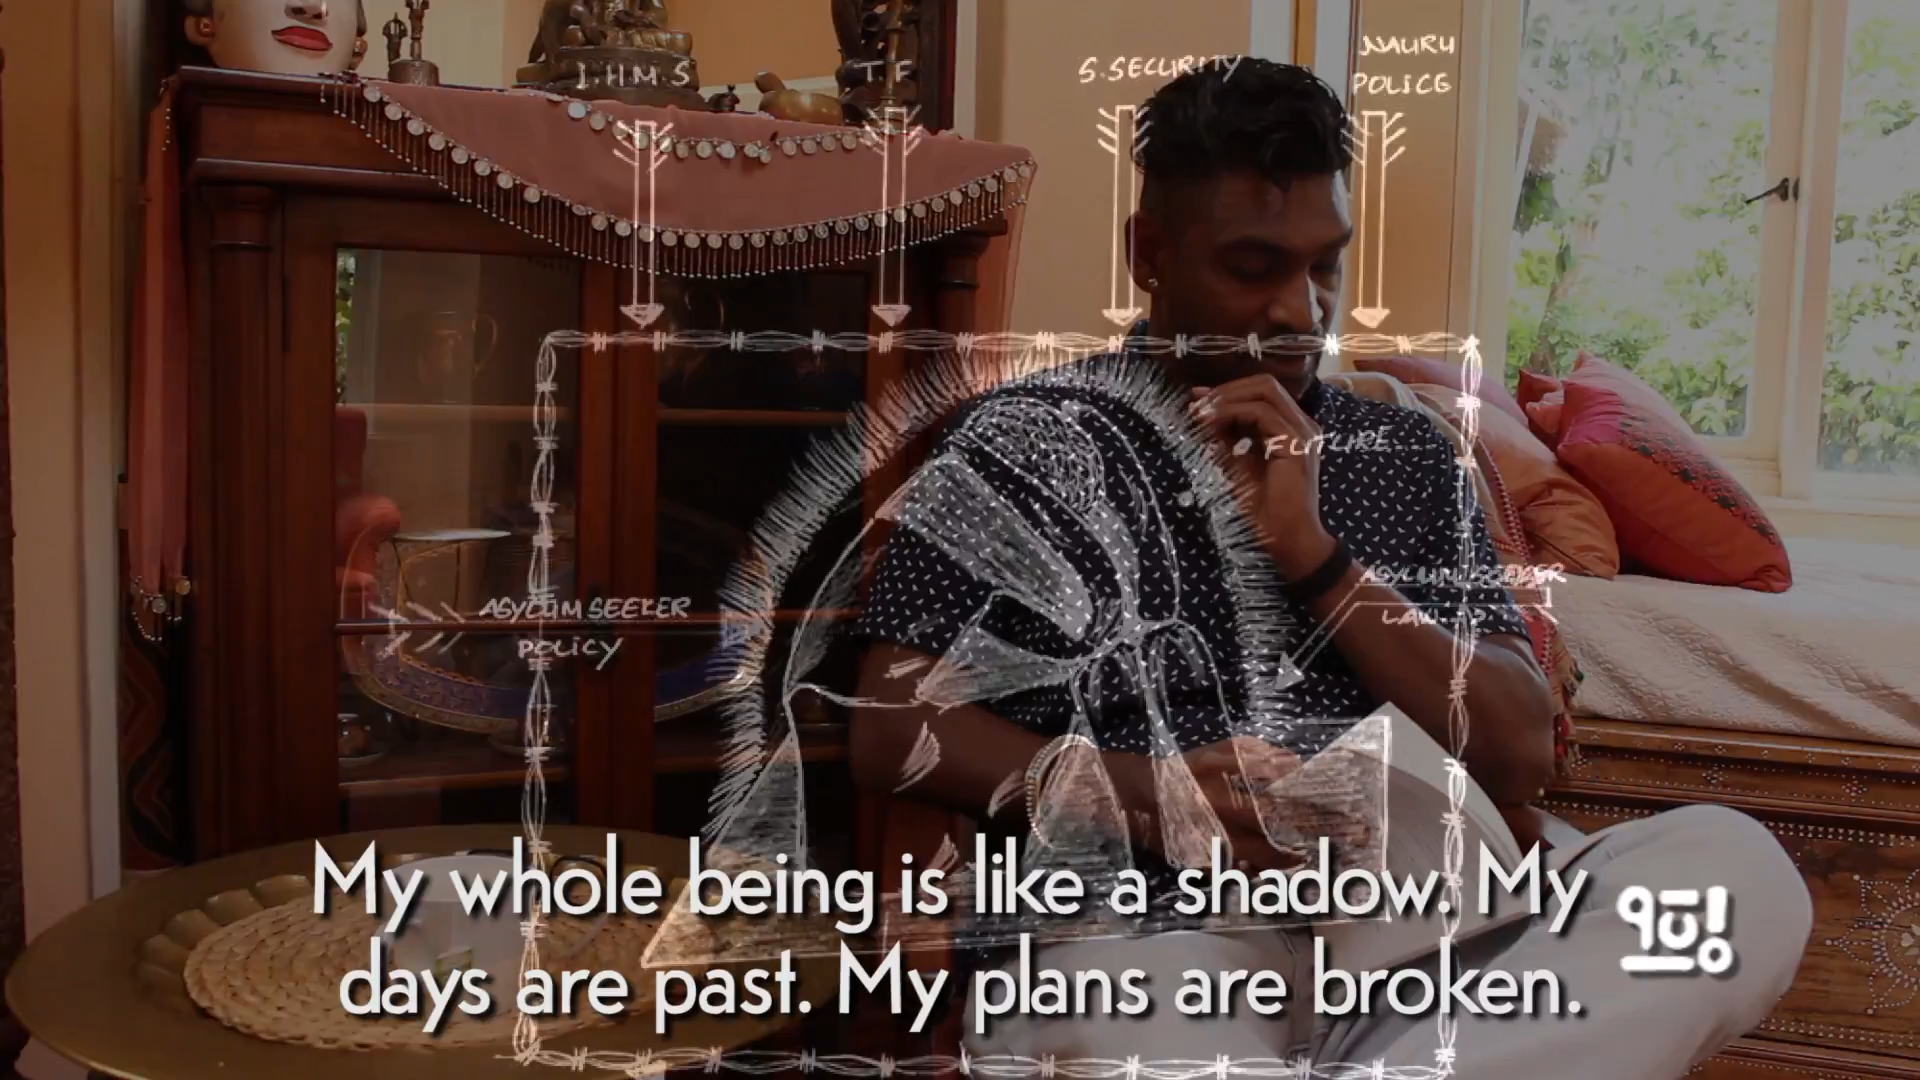 I.H.M.S
T.F
S.SECURITY
NAURU
POLICE
FUTURE
ASYLUM SEEKER
LAW
ASYLUM SEEKER
POLICY
My whole being is like a shadow. My
days are past. My plans are broken.